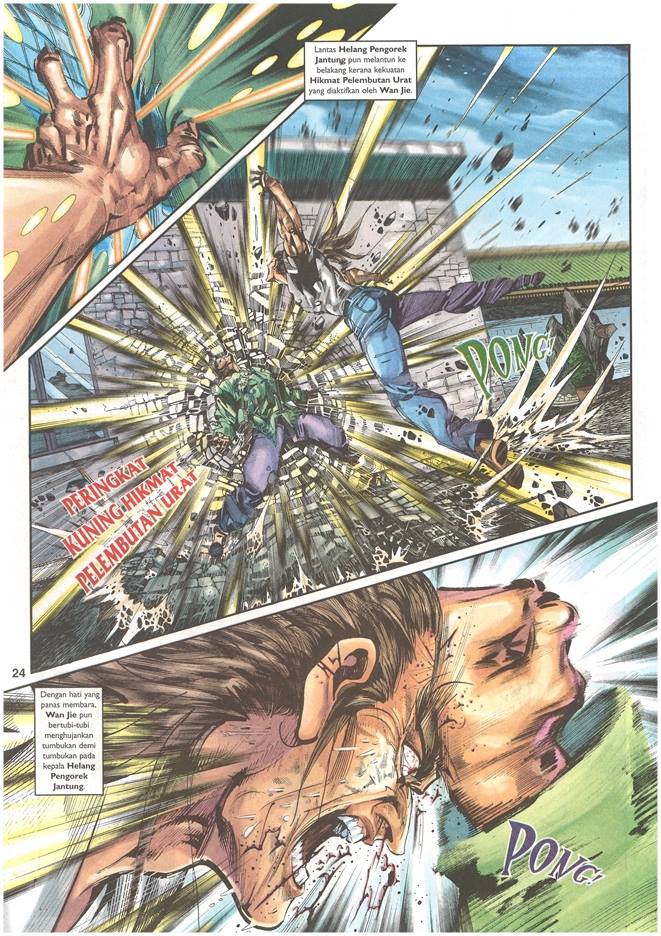 Lantas Helang Pengorek
Jantung pun melantun ke
belakang kerana kekuatan
Hikmat Pelembutan Urat
yang diaktifkan oleh Wan Jie.
PONG!
PERINGKAT
KUNING HIKMAT
PELEMBUTAN URAT
24
Dengan hati yang
panas membara,
Wan Jie pun
bertubi-tubi
menghujankan
tumbukan demi
tumbukan pada
kepala Helang
Pengorek
Jantung.
PONG!